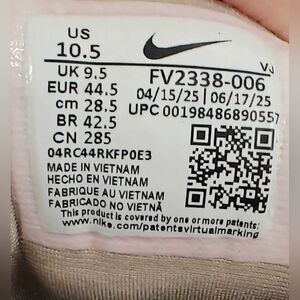 US
10.5
UK 9.5
EUR 44.5
cm 28.5
BR 42.5
CN 285
VJ
FV2338-006
04/15/25 | 06/17/25
UPC 00198486890557
04RC44RKFP0E3
MADE IN VIETNAM
HECHO EN VIETNAM
FABRIQUE AU VIETNAM
FABRICADO NO VIETNÃ
This product is covered by one or more patents:
www.nike.com/patentsvirtualmarking